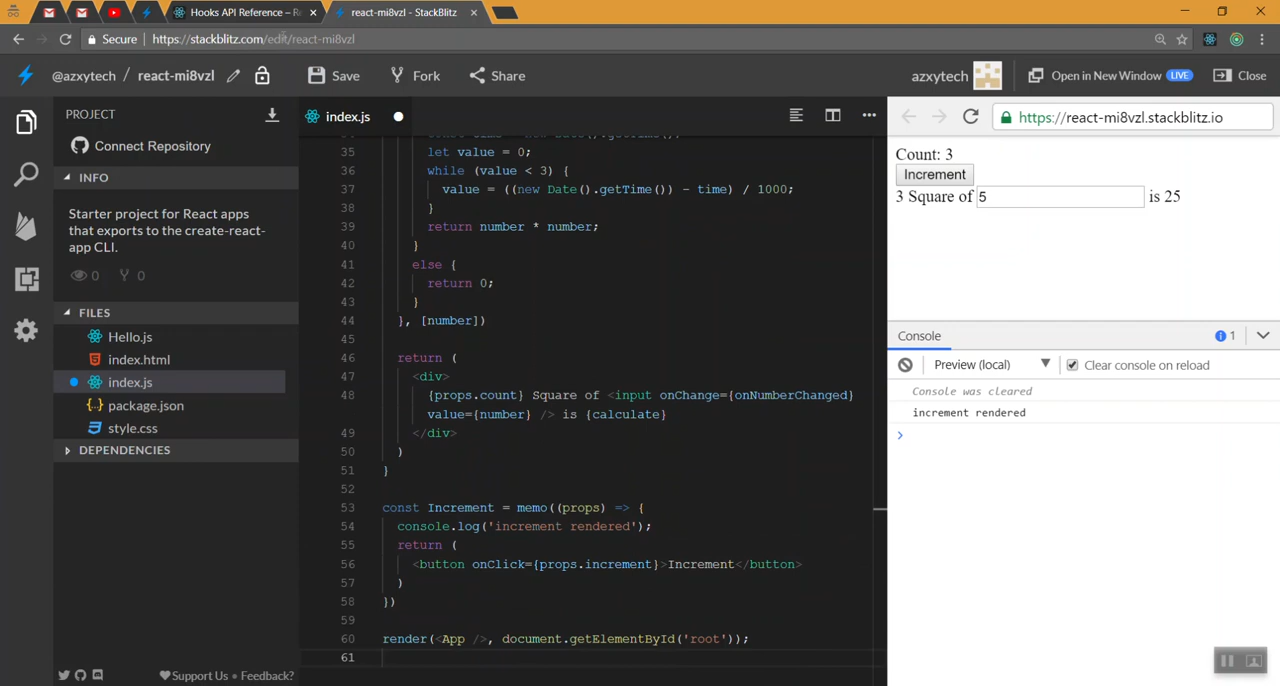 Hooks API Reference – Re
react-mi8vzl - StackBlitz
Secure
https://stackblitz.com/edit/react-mi8vzl
@azxytech / react-mi8vzl
Save
Fork
Share
azxytech
Open in New Window LIVE
Close
PROJECT
Connect Repository
INFO
Starter project for React apps
that exports to the create-react-
app CLI.
0 0
FILES
Hello.js
index.html
index.js
package.json
style.css
DEPENDENCIES
Support Us • Feedback?
index.js
35 let value = 0;
36 while (value < 3) {
37 value = ((new Date().getTime()) - time) / 1000;
38 }
39 return number * number;
40 }
41 else {
42 return 0;
43 }
44 }, [number])
45
46 return (
47 <div>
48 {props.count} Square of <input onChange={onNumberChanged}
value={number} /> is {calculate}
49 </div>
50 )
51 }
52
53 const Increment = memo((props) => {
54 console.log('increment rendered');
55 return (
56 <button onClick={props.increment}>Increment</button>
57 )
58 })
59
60 render(<App />, document.getElementById('root'));
61
https://react-mi8vzl.stackblitz.io
Count: 3
Increment
3 Square of 5 is 25
Console
1
Preview (local)
Clear console on reload
Console was cleared
increment rendered